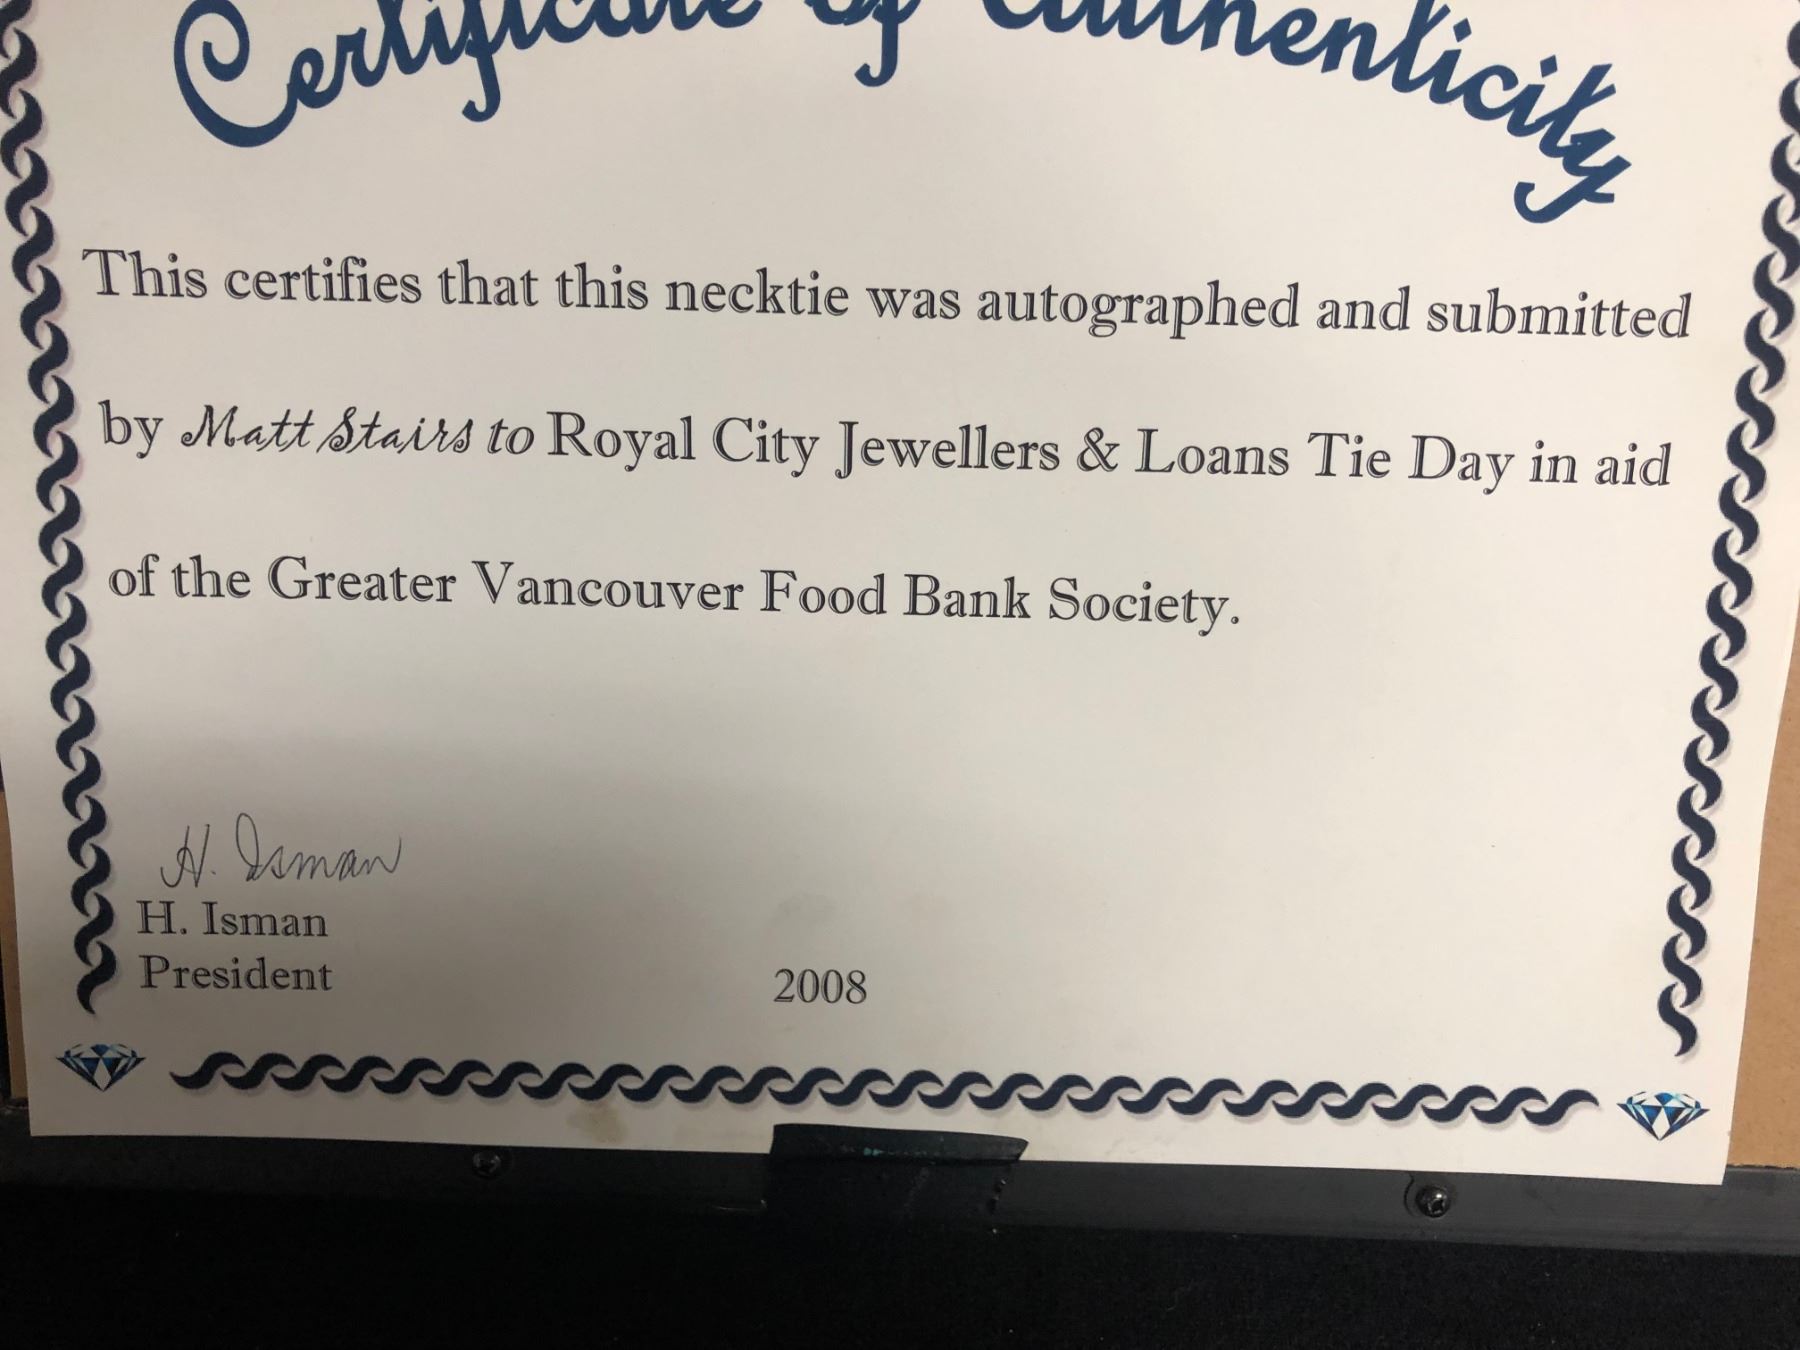 Certificate of Authenticity
This certifies that this necktie was autographed and submitted
by Matt Stairs to Royal City Jewellers & Loans Tie Day in aid
of the Greater Vancouver Food Bank Society.
H. Isman
H. Isman
President
2008